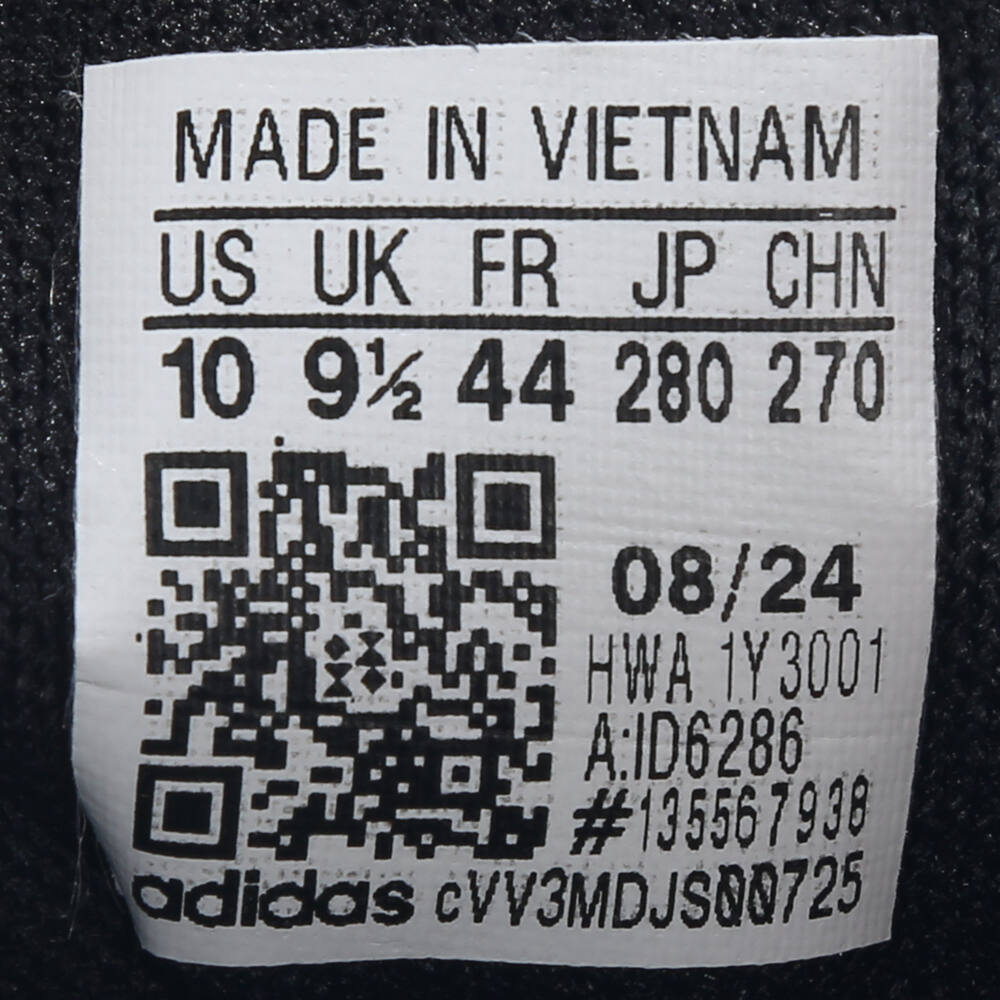 MADE IN VIETNAM
US UK FR JP CHN
10 9½ 44 280 270
08/24
HWA 1Y3001
A:ID6286
#135567938
adidas cVV3MDJS00725